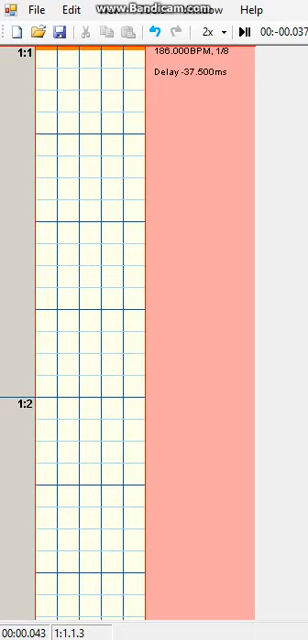 www.Bandicam.com
File Edit Help
2x 00:-00.037
1:1
186.000BPM, 1/8
Delay -37.500ms
1:2
00:00.043 1:1.1.3